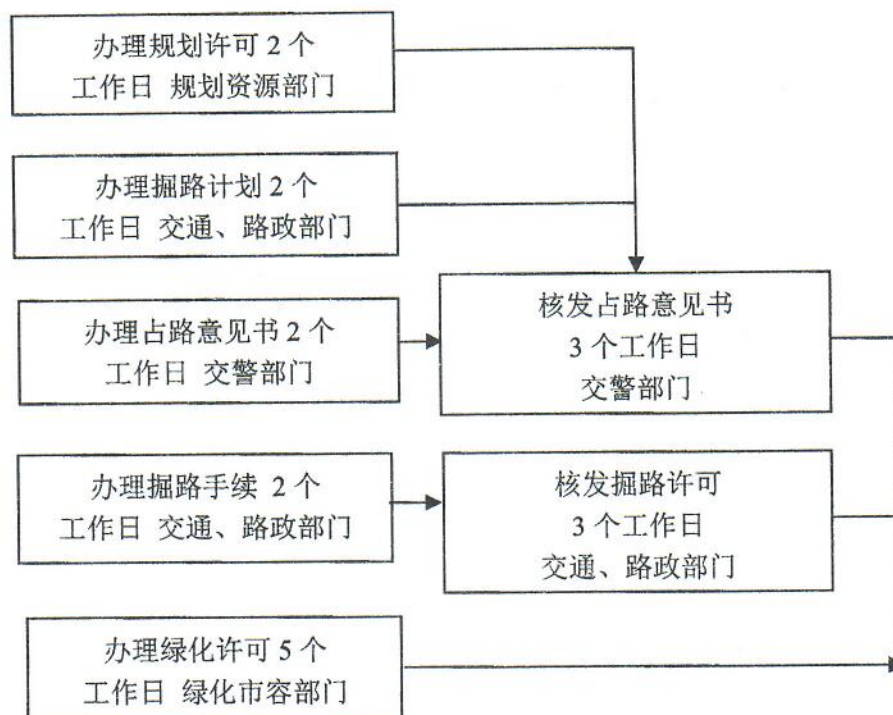 办理规划许可 2 个
工作日 规划资源部门
办理掘路计划 2 个
工作日 交通、路政部门
办理占路意见书 2 个
工作日 交警部门
核发占路意见书
3 个工作日
交警部门
办理掘路手续 2 个
工作日 交通、路政部门
核发掘路许可
3 个工作日
交通、路政部门
办理绿化许可 5 个
工作日 绿化市容部门